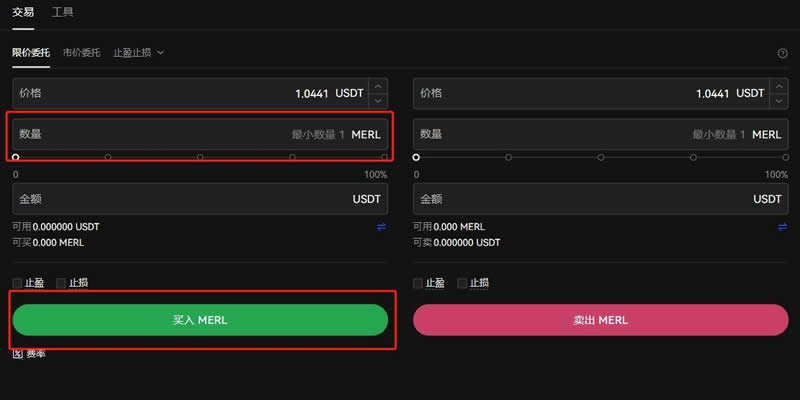 交易 工具
限价委托 市价委托 止盈止损
价格 1.0441 USDT
数量 最小数量 1 MERL
0 100%
金额 USDT
可用 0.000000 USDT
可买 0.000 MERL
止盈 止损
买入 MERL
费率
价格 1.0441 USDT
数量 最小数量 1 MERL
0 100%
金额 USDT
可用 0.000 MERL
可卖 0.000000 USDT
止盈 止损
卖出 MERL